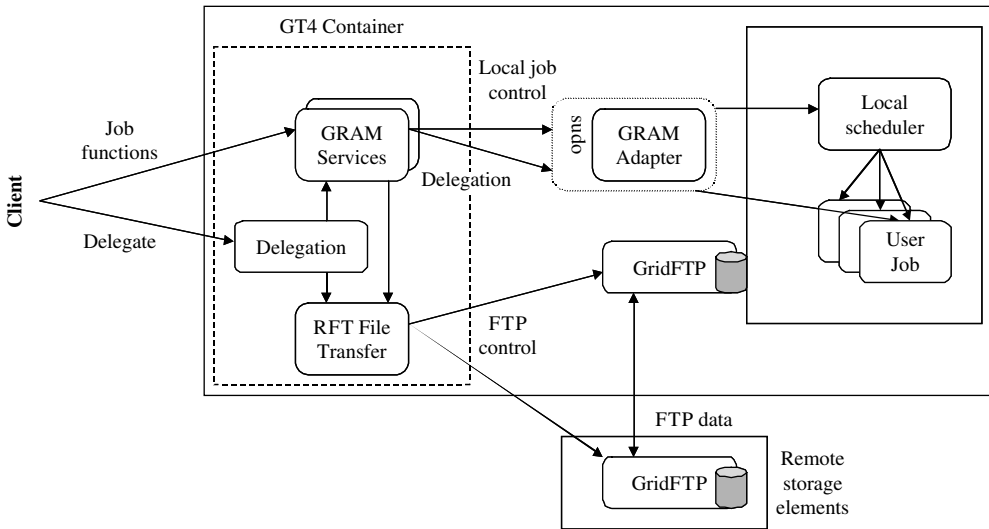 GT4 Container
Local job
control
Job
functions
GRAM
Services
sudo
GRAM
Adapter
Local
scheduler
Delegation
Client
Delegate
Delegation
User
Job
GridFTP
RFT File
Transfer
FTP
control
FTP data
GridFTP
Remote
storage
elements